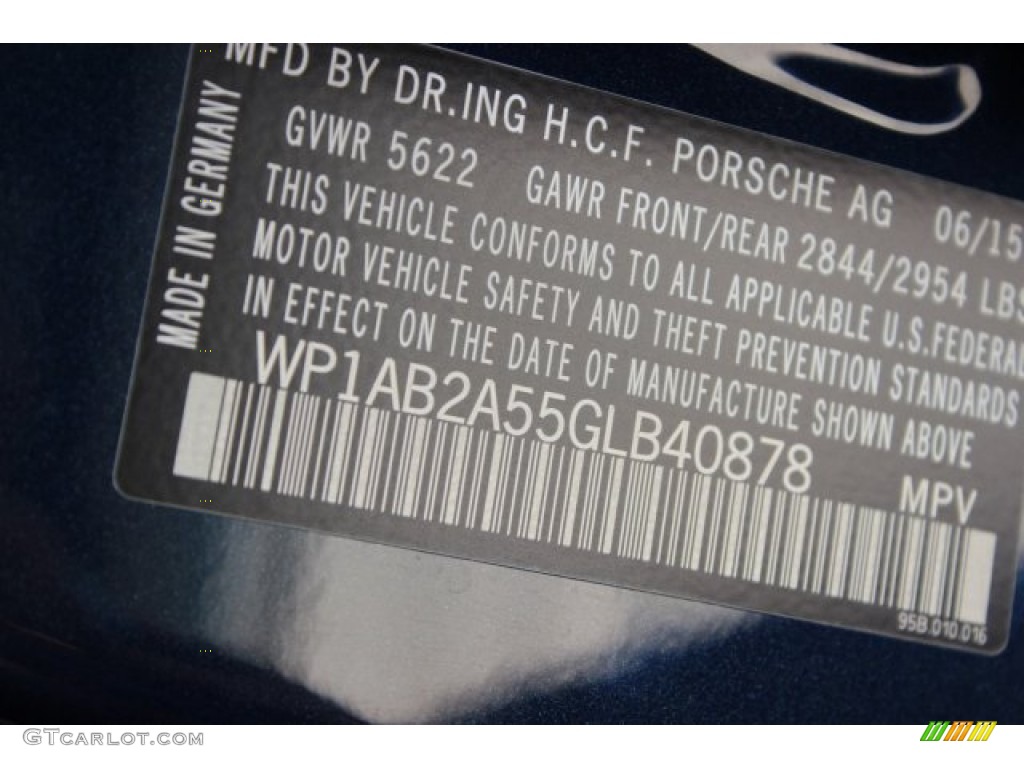 MFD BY DR.ING H.C.F. PORSCHE AG 06/15
GVWR 5622 GAWR FRONT/REAR 2844/2954 LBS
THIS VEHICLE CONFORMS TO ALL APPLICABLE U.S.FEDERAL
MOTOR VEHICLE SAFETY AND THEFT PREVENTION STANDARDS
IN EFFECT ON THE DATE OF MANUFACTURE SHOWN ABOVE
WP1AB2A55GLB40878
MPV
MADE IN GERMANY
95B.010.016
GTCARLOT.COM